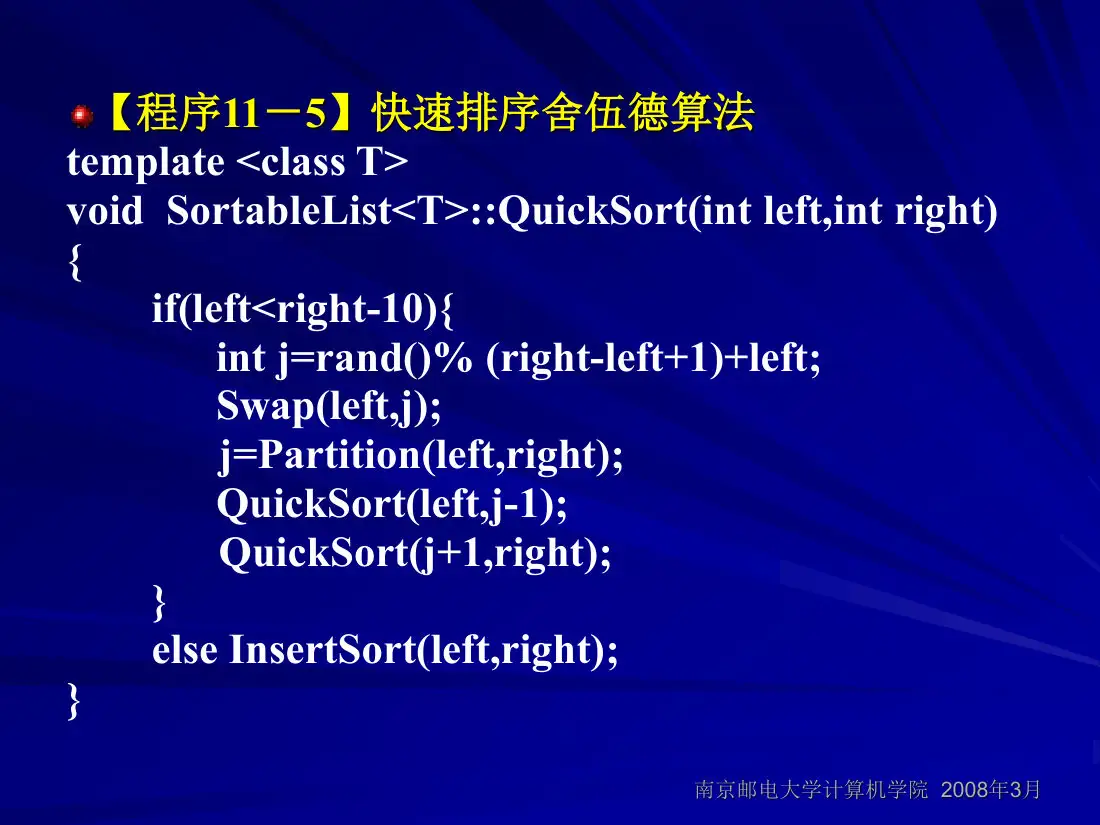 【程序11－5】快速排序舍伍德算法
template <class T>
void  SortableList<T>::QuickSort(int left,int right)
{
if(left<right-10){
int j=rand()% (right-left+1)+left;
Swap(left,j);
j=Partition(left,right);
QuickSort(left,j-1);
QuickSort(j+1,right);
}
else InsertSort(left,right);
}
南京邮电大学计算机学院  2008年3月